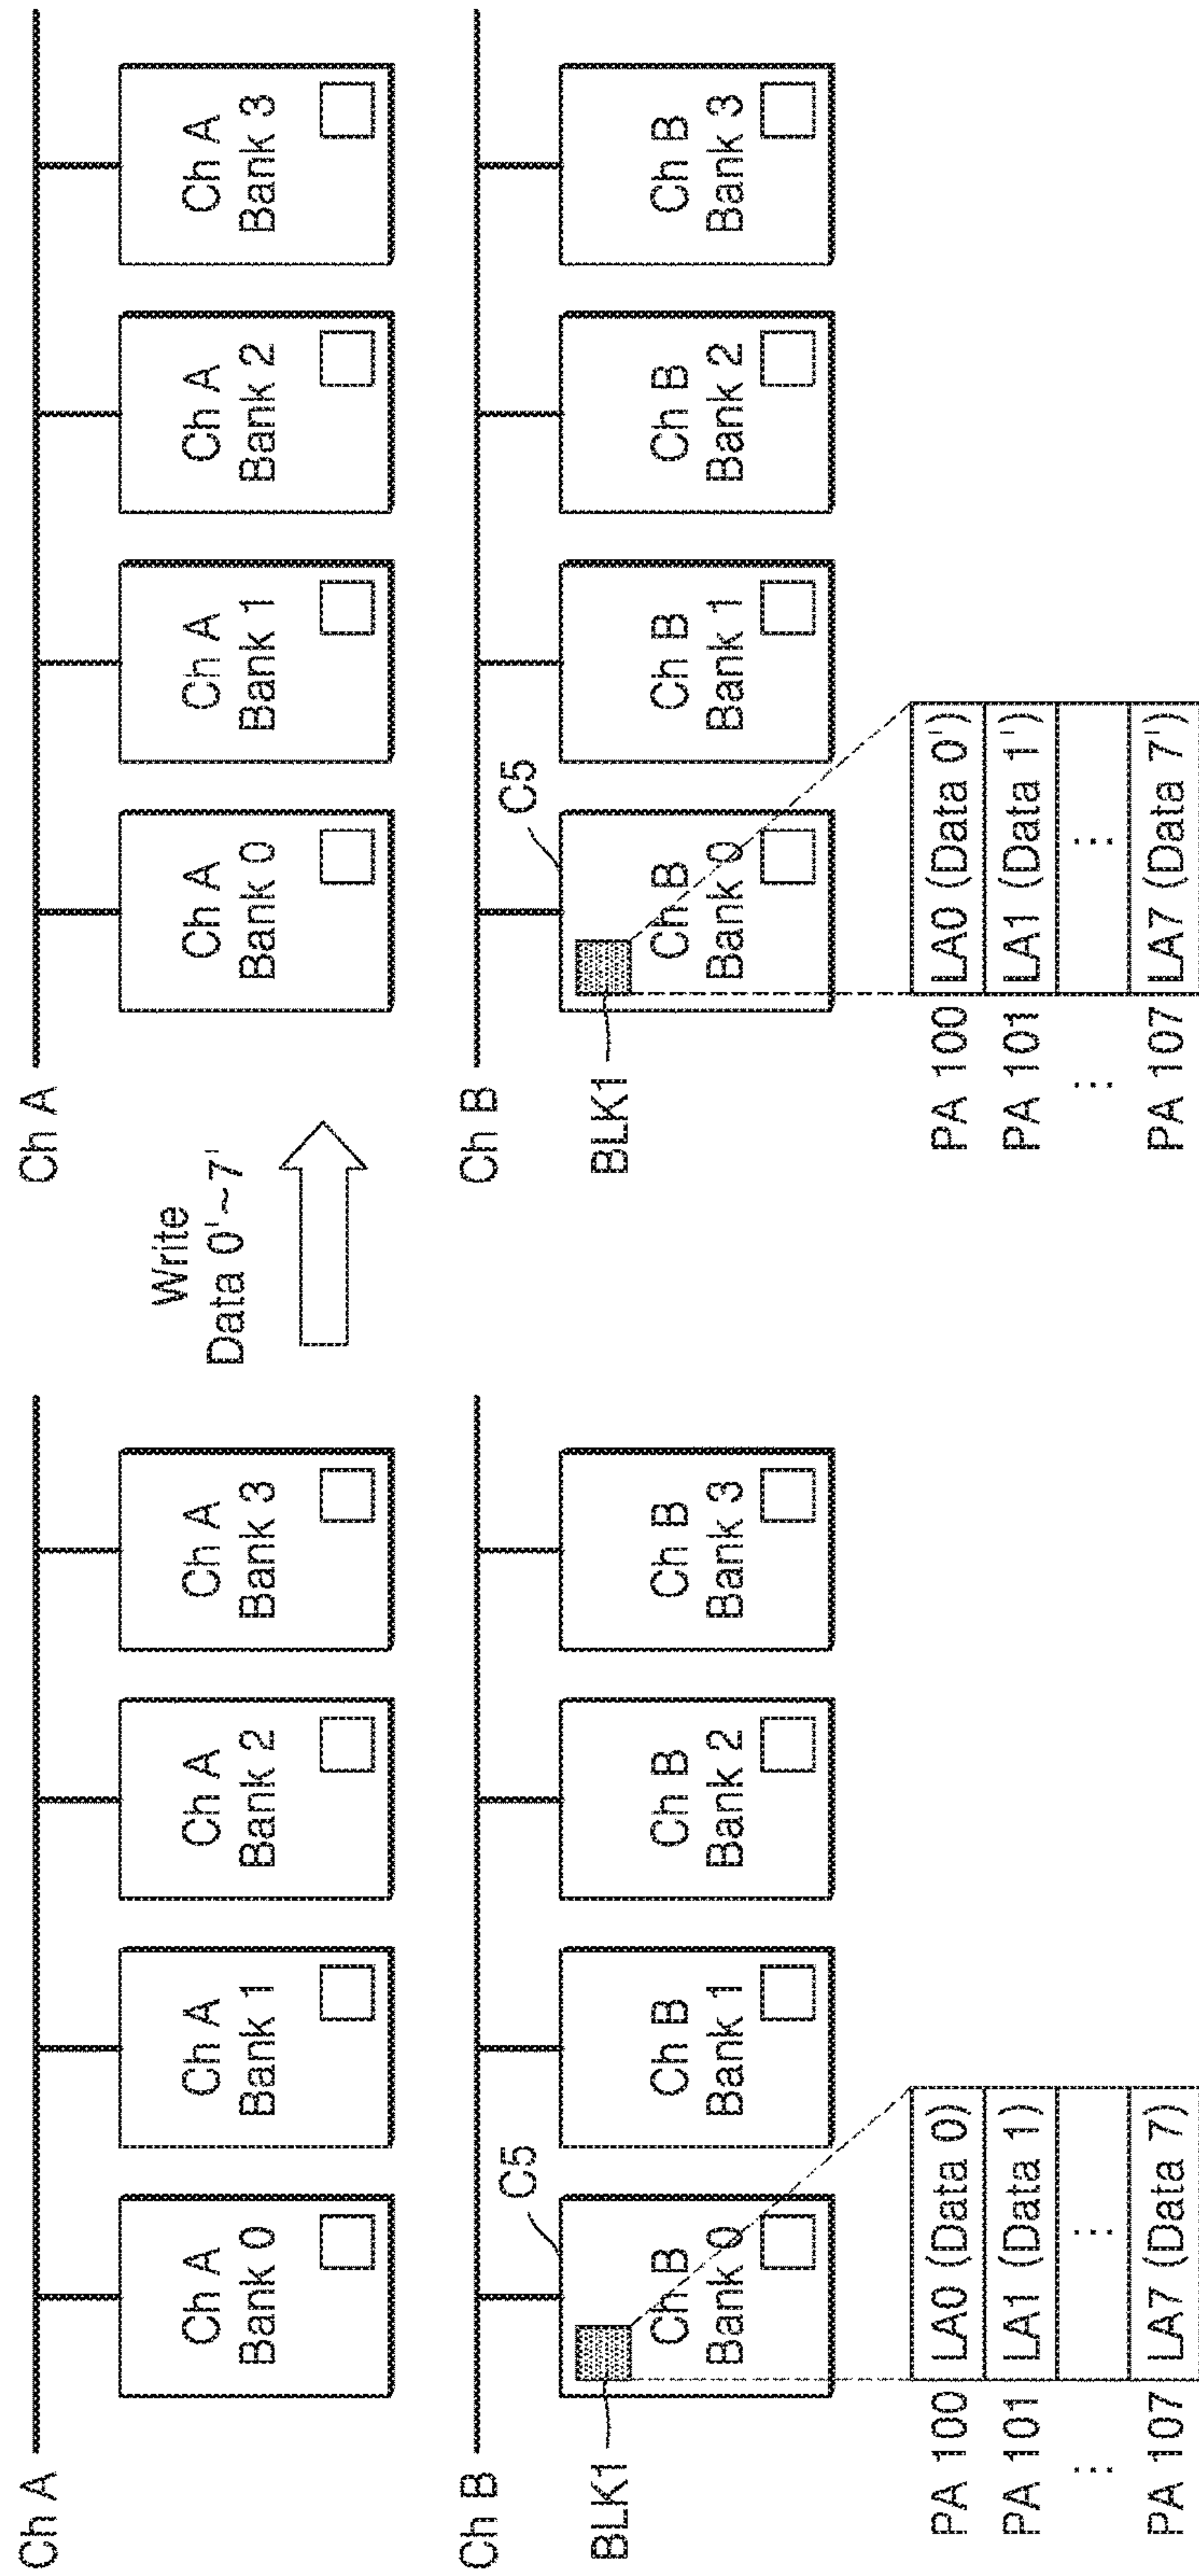 Ch A
Ch A
Bank 0
Ch A
Bank 1
Ch A
Bank 2
Ch A
Bank 3
Ch B
C5
BLK1
Ch B
Bank 0
Ch B
Bank 1
Ch B
Bank 2
Ch B
Bank 3
PA 100 LA0 (Data 0)
PA 101 LA1 (Data 1)
... ...
PA 107 LA7 (Data 7)
Write
Data 0'~7'
Ch A
Ch A
Bank 0
Ch A
Bank 1
Ch A
Bank 2
Ch A
Bank 3
Ch B
C5
BLK1
Ch B
Bank 0
Ch B
Bank 1
Ch B
Bank 2
Ch B
Bank 3
PA 100 LA0 (Data 0')
PA 101 LA1 (Data 1')
... ...
PA 107 LA7 (Data 7')